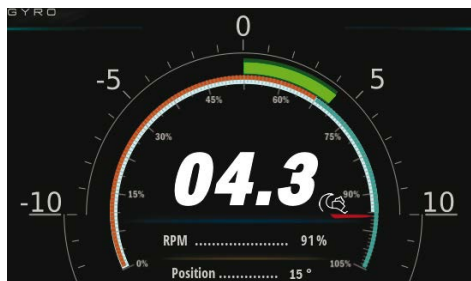 GYRO
0
-5 5
45% 60%
30% 75%
04.3
15% 90%
-10 10
RPM ...................... 91%
0% 105%
Position .............. 15 °